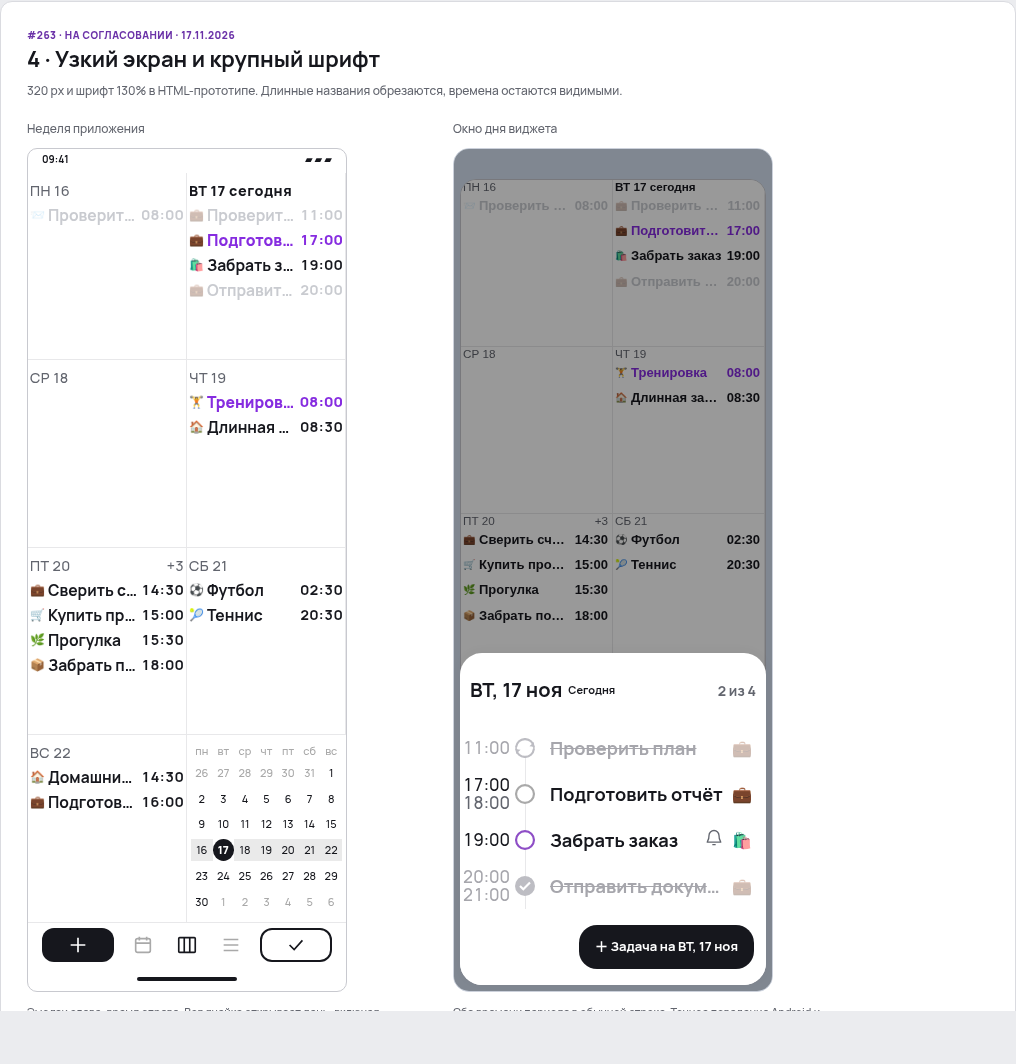 #263 · НА СОГЛАСОВАНИИ · 17.11.2026
4 · Узкий экран и крупный шрифт
320 px и шрифт 130% в HTML-прототипе. Длинные названия обрезаются, времена остаются видимыми.
Неделя приложения
09:41
ПН 16
Проверит... 08:00
ВТ 17 сегодня
Проверит... 11:00
Подготов... 17:00
Забрать з... 19:00
Отправит... 20:00
СР 18
ЧТ 19
Трениров... 08:00
Длинная ... 08:30
ПТ 20 +3
Сверить с... 14:30
Купить пр... 15:00
Прогулка 15:30
Забрать п... 18:00
СБ 21
Футбол 02:30
Теннис 20:30
ВС 22
Домашни... 14:30
Подготов... 16:00
пн вт ср чт пт сб вс
26 27 28 29 30 31 1
2 3 4 5 6 7 8
9 10 11 12 13 14 15
16 17 18 19 20 21 22
23 24 25 26 27 28 29
30 1 2 3 4 5 6
Окно дня виджета
ПН 16
Проверить ... 08:00
ВТ 17 сегодня
Проверить ... 11:00
Подготовит... 17:00
Забрать заказ 19:00
Отправить ... 20:00
СР 18
ЧТ 19
Тренировка 08:00
Длинная за... 08:30
ПТ 20 +3
Сверить сч... 14:30
Купить про... 15:00
Прогулка 15:30
Забрать по... 18:00
СБ 21
Футбол 02:30
Теннис 20:30
ВТ, 17 ноя Сегодня 2 из 4
11:00 Проверить план
17:00
18:00 Подготовить отчёт
19:00 Забрать заказ
20:00
21:00 Отправить докум...
+ Задача на ВТ, 17 ноя